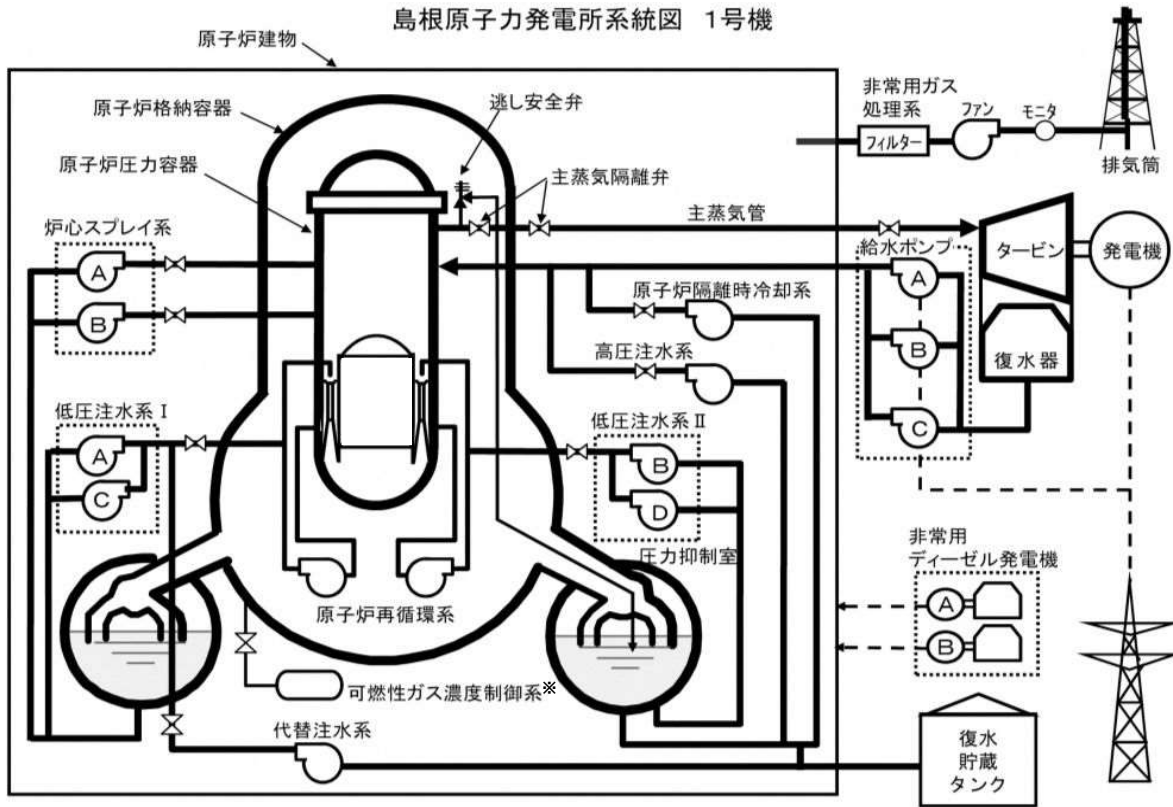 島根原子力発電所系統図 1号機
原子炉建物
原子炉格納容器
逃し安全弁
非常用ガス
処理系
ファン
モニタ
フィルター
排気筒
原子炉圧力容器
主蒸気隔離弁
主蒸気管
炉心スプレイ系
A
B
給水ポンプ
A
B
C
タービン
発電機
復水器
原子炉隔離時冷却系
高圧注水系
低圧注水系Ⅰ
A
C
低圧注水系Ⅱ
B
D
圧力抑制室
非常用
ディーゼル発電機
A
B
原子炉再循環系
可燃性ガス濃度制御系※
代替注水系
復水
貯蔵
タンク